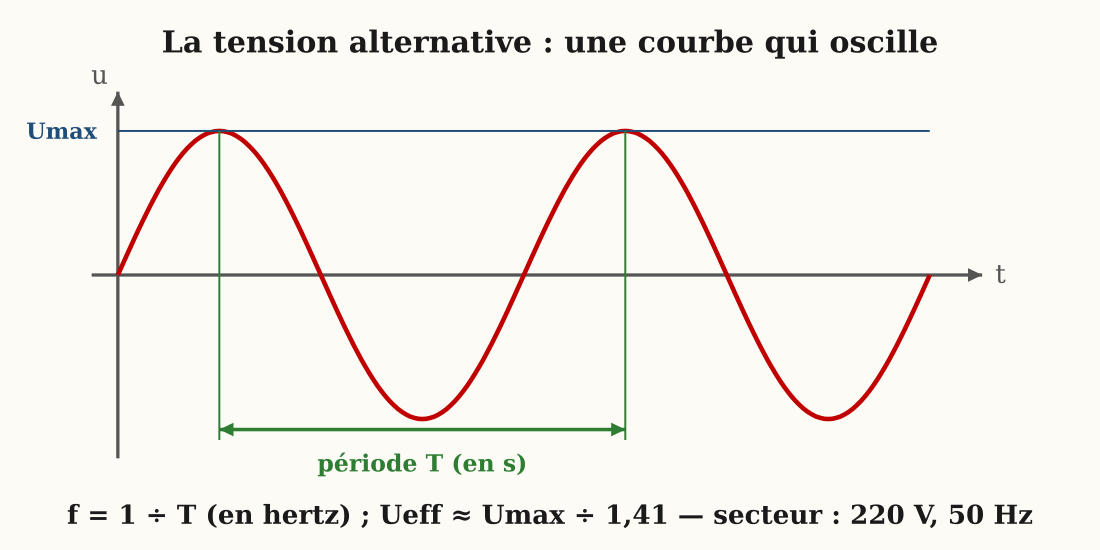 La tension alternative : une courbe qui oscille
u
Umax
t
période T (en s)
f = 1 ÷ T (en hertz) ; Ueff ≈ Umax ÷ 1,41 — secteur : 220 V, 50 Hz